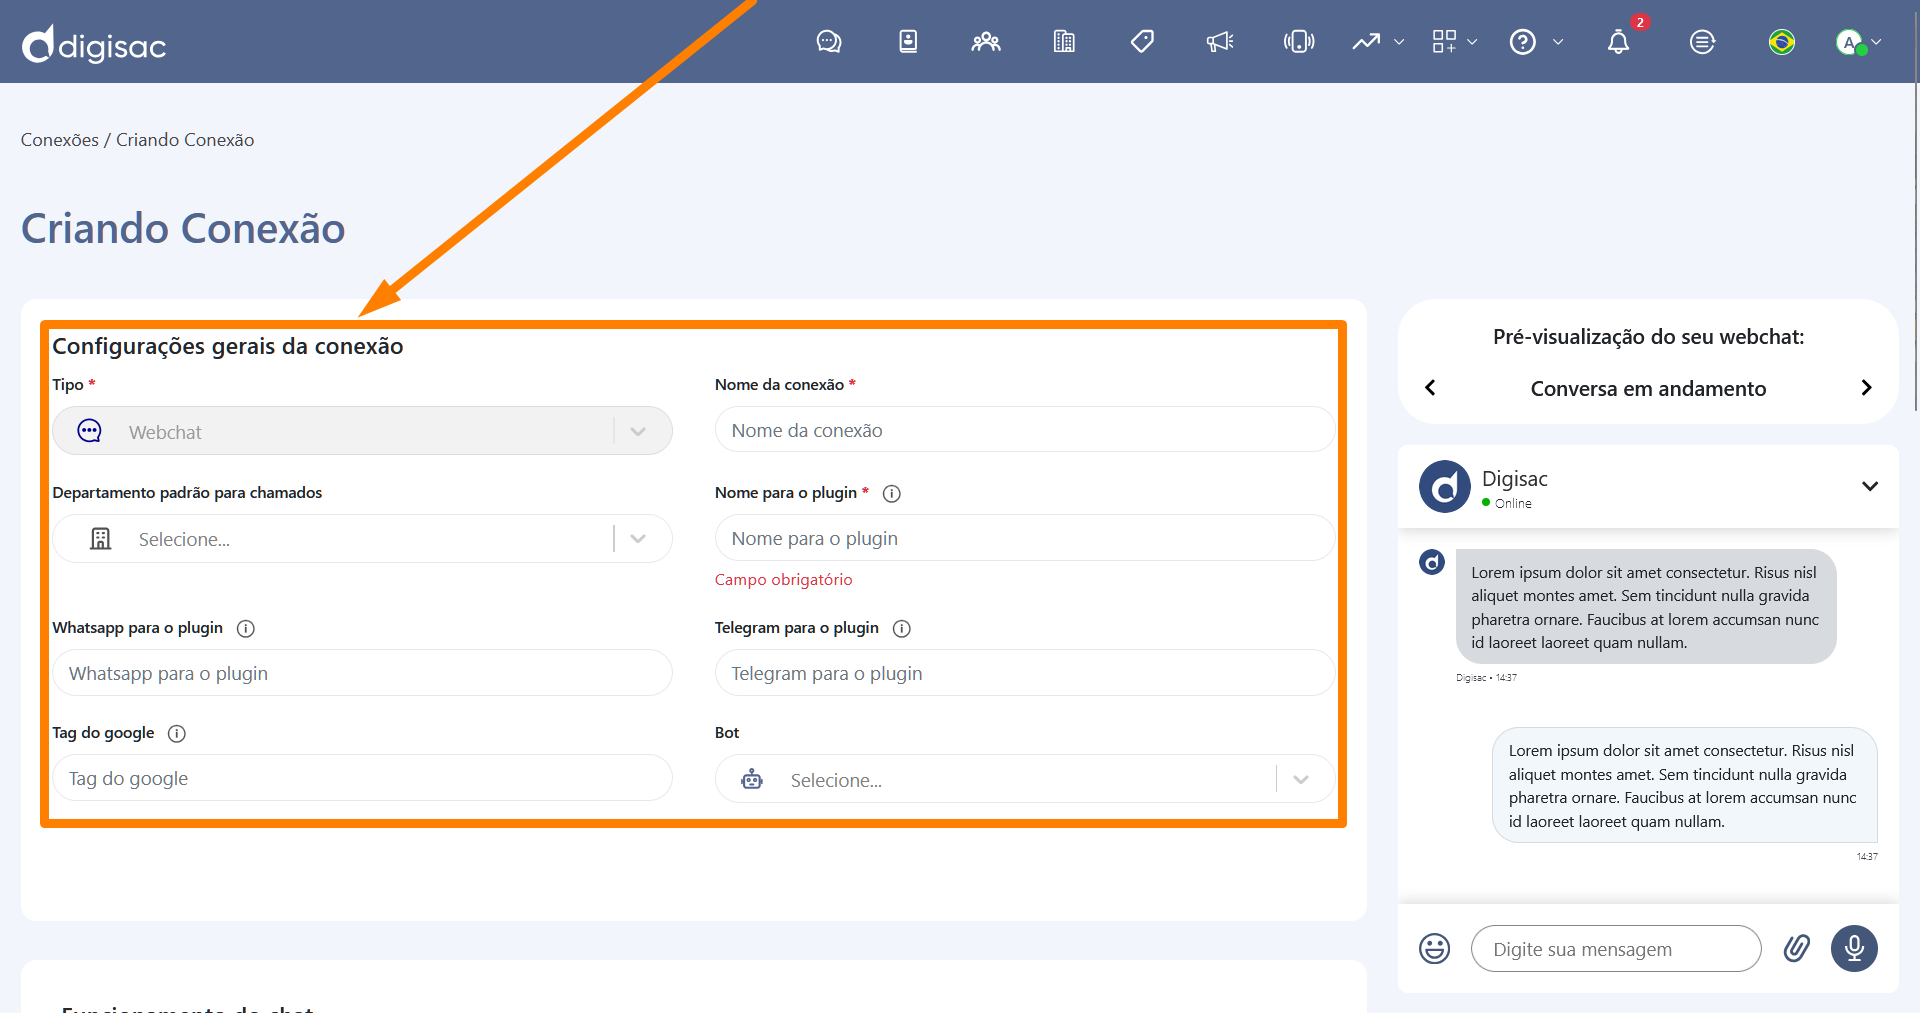 digisac
2
A
Conexões / Criando Conexão
Criando Conexão
Configurações gerais da conexão
Tipo *
Nome da conexão *
Webchat
Nome da conexão
Departamento padrão para chamados
Nome para o plugin *
Selecione...
Nome para o plugin
Campo obrigatório
Whatsapp para o plugin
Telegram para o plugin
Whatsapp para o plugin
Telegram para o plugin
Tag do google
Bot
Tag do google
Selecione...
Funcionamento do chat
Pré-visualização do seu webchat:
Conversa em andamento
Digisac
Online
Lorem ipsum dolor sit amet consectetur. Risus nisl
aliquet montes amet. Sem tincidunt nulla gravida
pharetra ornare. Faucibus at lorem accumsan nunc
id laoreet laoreet quam nullam.
Digisac • 14:37
Lorem ipsum dolor sit amet consectetur. Risus nisl
aliquet montes amet. Sem tincidunt nulla gravida
pharetra ornare. Faucibus at lorem accumsan nunc
id laoreet laoreet quam nullam.
14:37
Digite sua mensagem